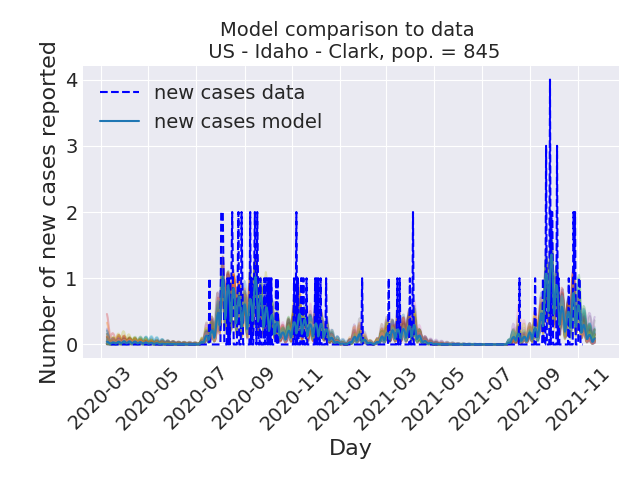 Model comparison to data
US - Idaho - Clark, pop. = 845
Number of new cases reported
4
3
2
1
0
new cases data
new cases model
2020-03
2020-05
2020-07
2020-09
2020-11
2021-01
2021-03
2021-05
2021-07
2021-09
2021-11
Day